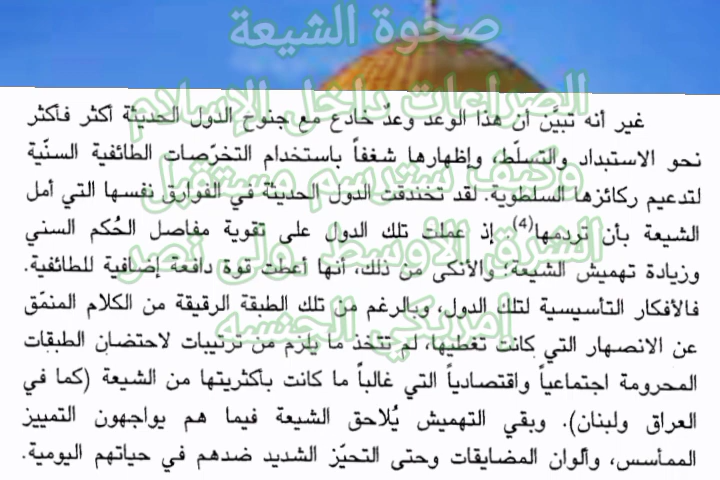 صحوة الشيعة
الصراعات داخل الإسلام
وكيف سترسم مستقبل
الشرق الأوسط ولي نصر
أمريكي الجنسه
غير أنه تبيَّن أن هذا الوعد وعدٌ خادع مع جنوح الدول الحديثة أكثر فأكثر
نحو الاستبداد والتسلّط، وإظهارها شغفاً باستخدام التخرّصات الطائفية السنّية
لتدعيم ركائزها السلطوية. لقد تخندقت الدول الحديثة في الفوارق نفسها التي أمل
الشيعة بأن تردمها(4). إذ عملت تلك الدول على تقوية مفاصل الحُكم السني
وزيادة تهميش الشيعة؛ والأنكى من ذلك، أنها أعطت قوة دافعة إضافية للطائفية.
فالأفكار التأسيسية لتلك الدول، وبالرغم من تلك الطبقة الرقيقة من الكلام المنمّق
عن الانصهار التي كانت تغطيها، لم تتخذ ما يلزم من ترتيبات لاحتضان الطبقات
المحرومة اجتماعياً واقتصادياً التي غالباً ما كانت بأكثريتها من الشيعة (كما في
العراق ولبنان). وبقي التهميش يُلاحق الشيعة فيما هم يواجهون التمييز
الممأسس، وألوان المضايقات وحتى التحيّز الشديد ضدهم في حياتهم اليومية.